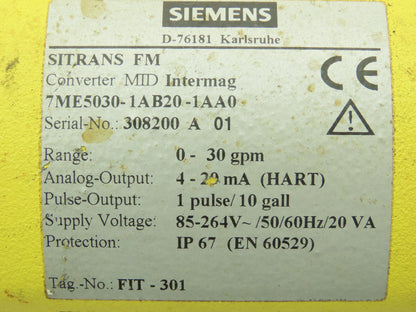 SIEMENS
D-76181 Karlsruhe
SITRANS FM
Converter MID Intermag
7ME5030-1AB20-1AA0
Serial-No: 308200 A 01
CE
Range: 0 - 30 gpm
Analog-Output: 4 - 20 mA (HART)
Pulse-Output: 1 pulse/ 10 gall
Supply Voltage: 85-264V~ /50/60Hz/20 VA
Protection: IP 67 (EN 60529)
Tag.-No.: FIT - 301